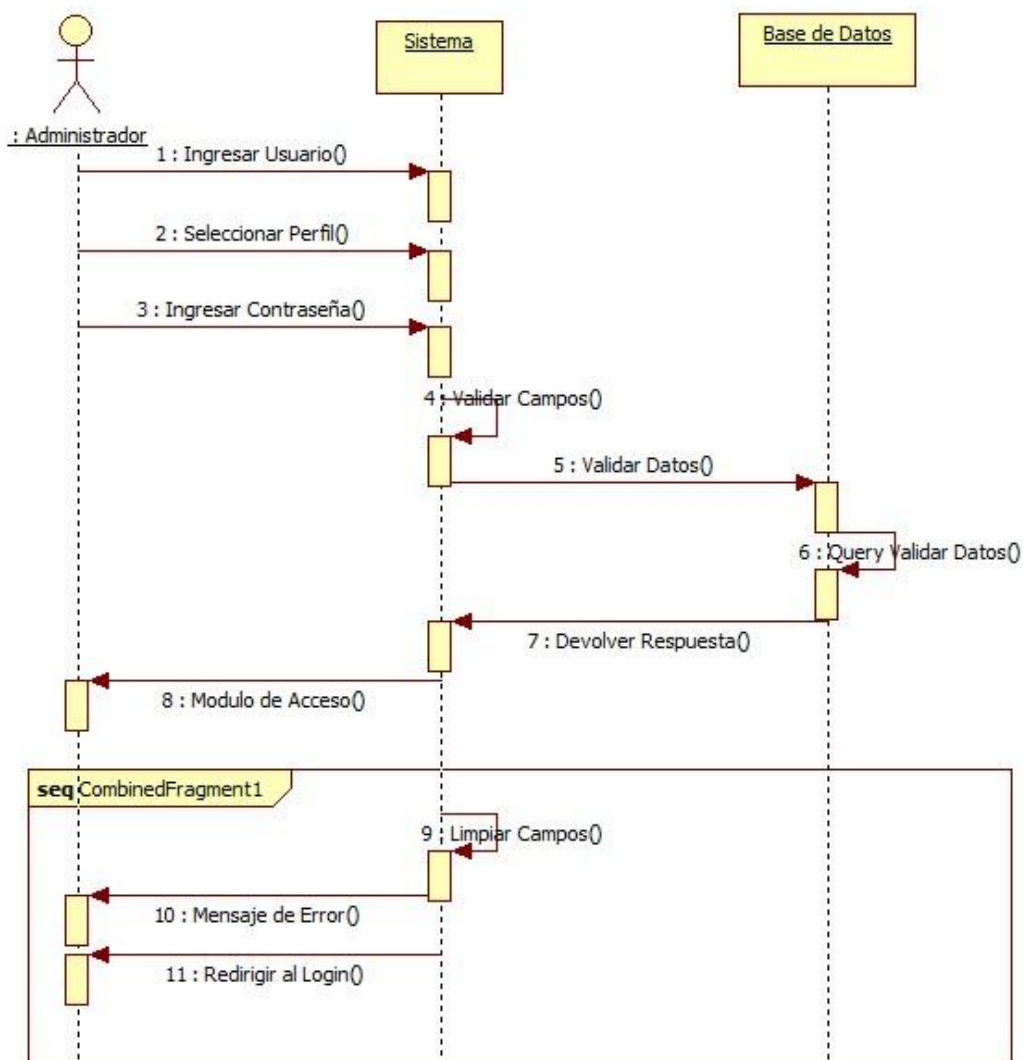 Sistema
Base de Datos
: Administrador
1 : Ingresar Usuario()
2 : Seleccionar Perfil()
3 : Ingresar Contraseña()
4 : Validar Campos()
5 : Validar Datos()
6 : Query Validar Datos()
7 : Devolver Respuesta()
8 : Modulo de Acceso()
seq CombinedFragment1
9 : Limpiar Campos()
10 : Mensaje de Error()
11 : Redirigir al Login()